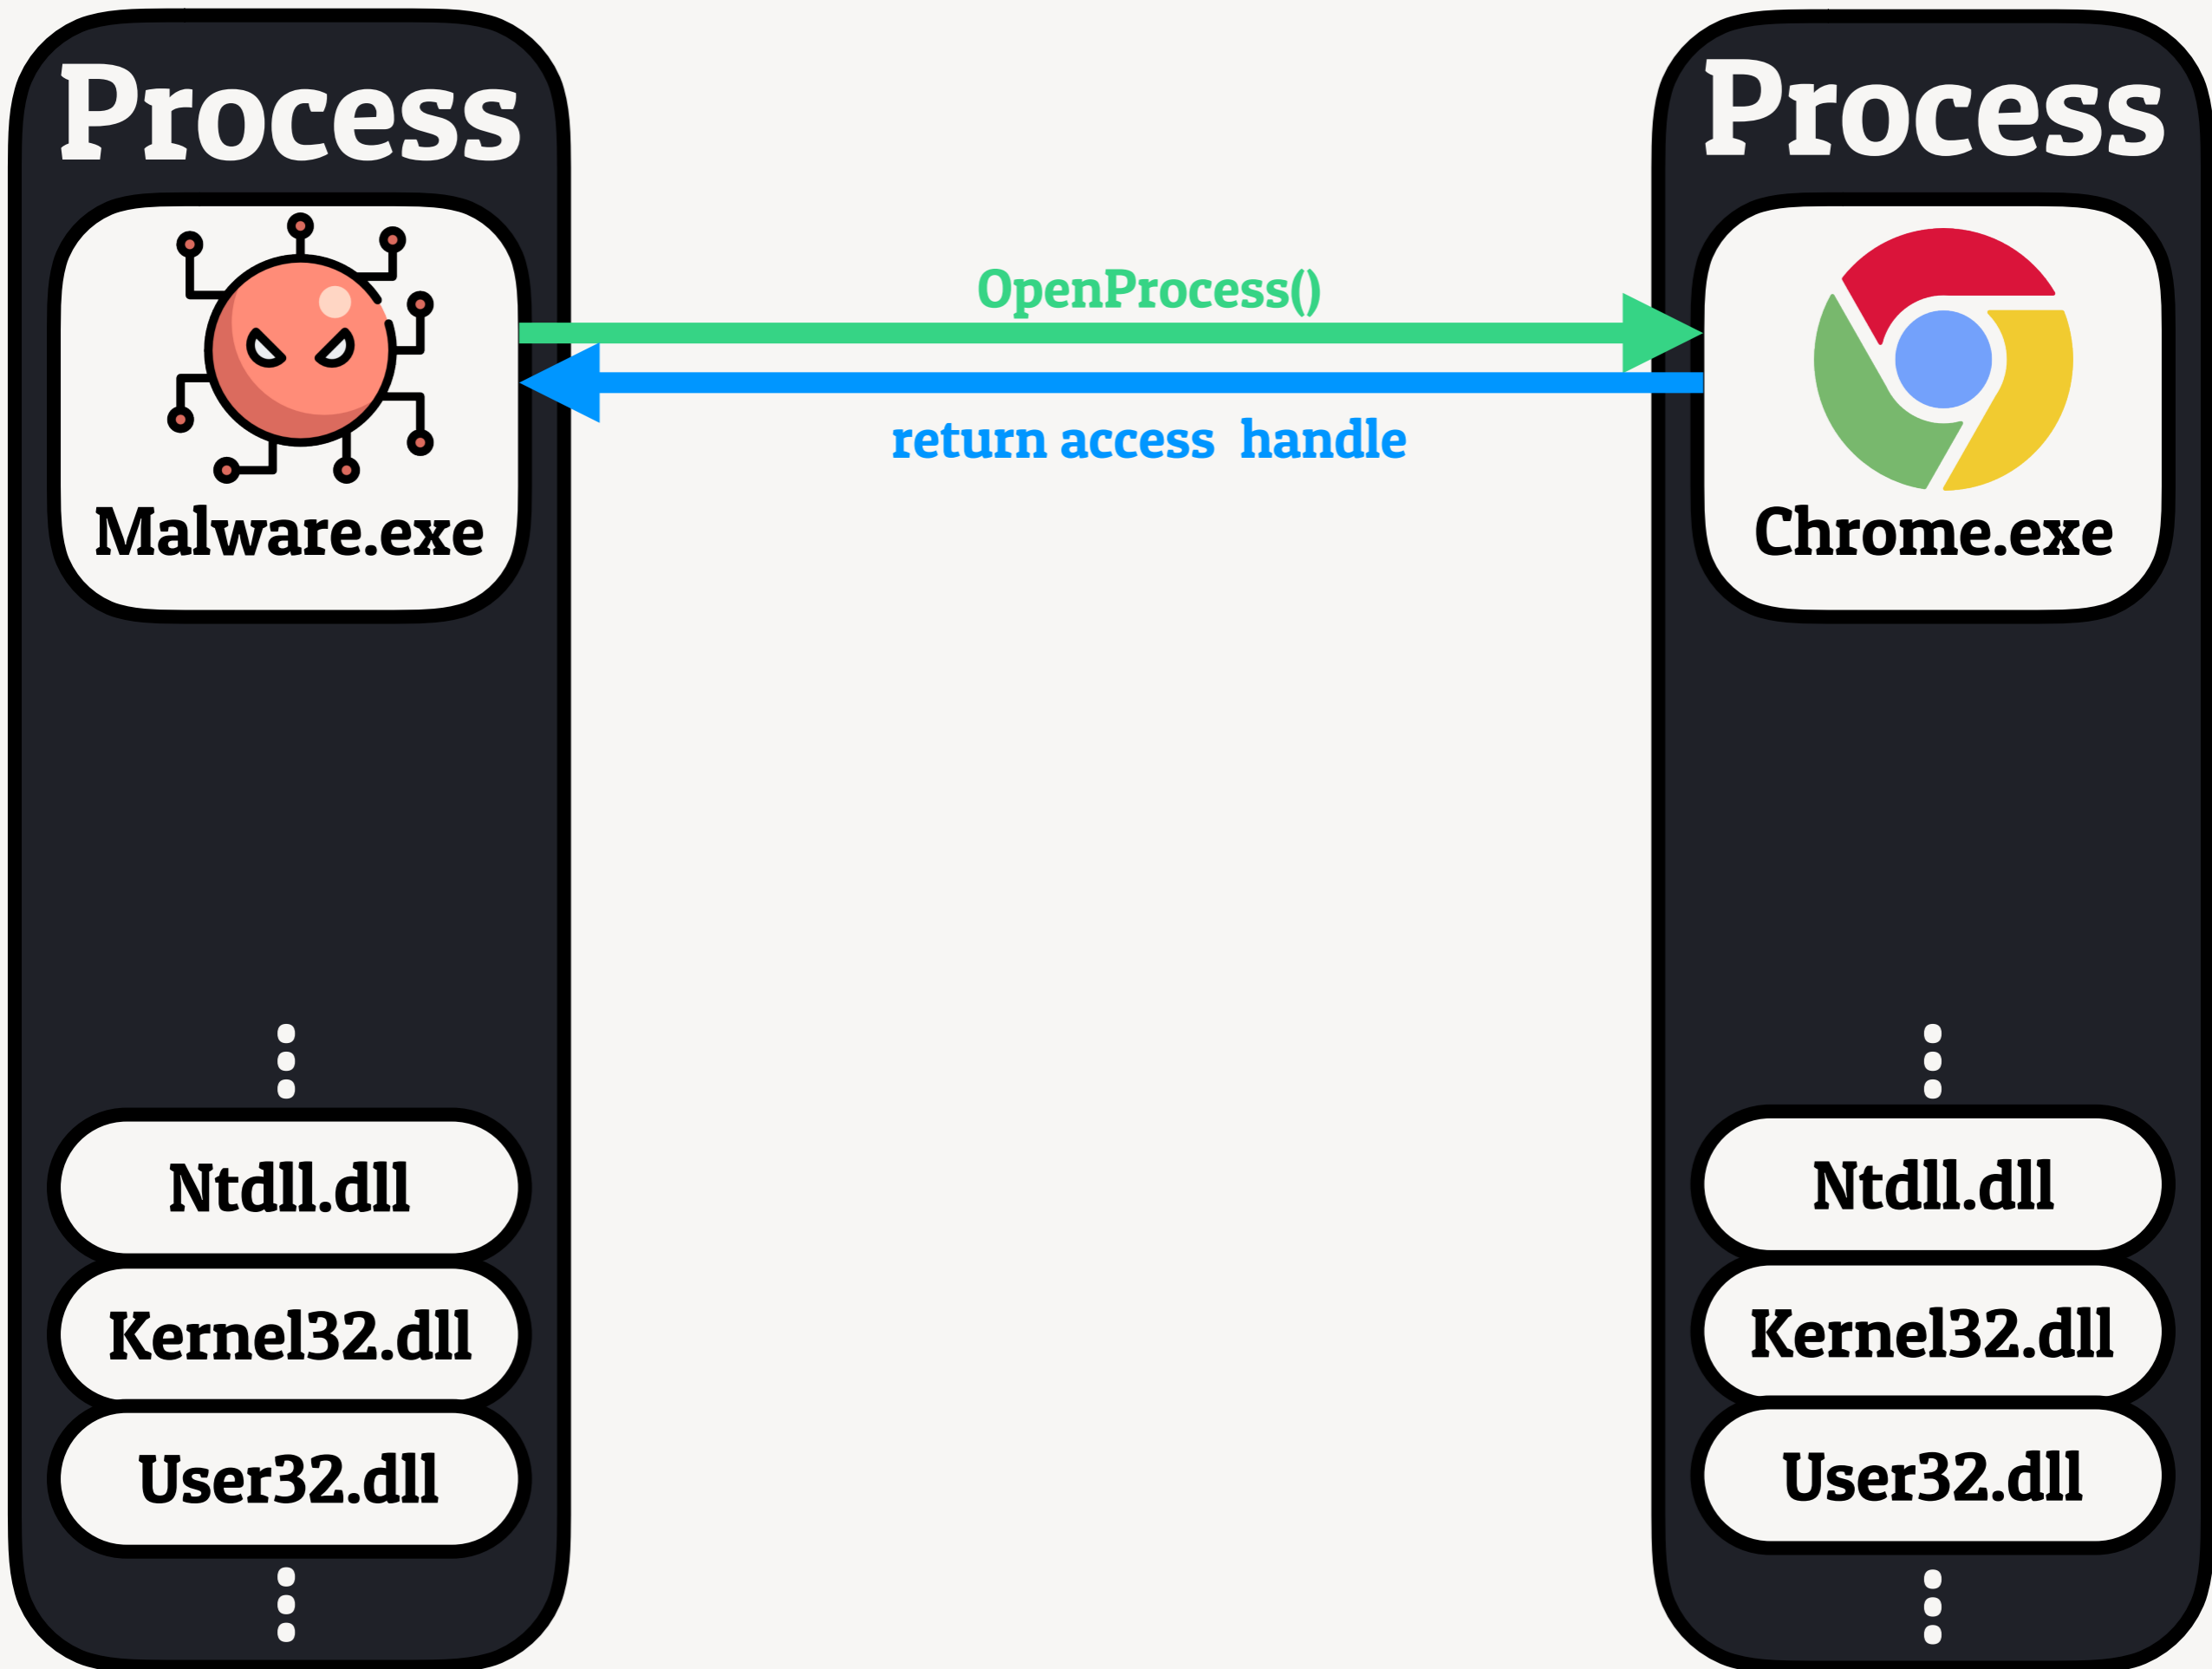 Process
Malware.exe
Ntdll.dll
Kernel32.dll
User32.dll
OpenProcess()
return access handle
Process
Chrome.exe
Ntdll.dll
Kernel32.dll
User32.dll